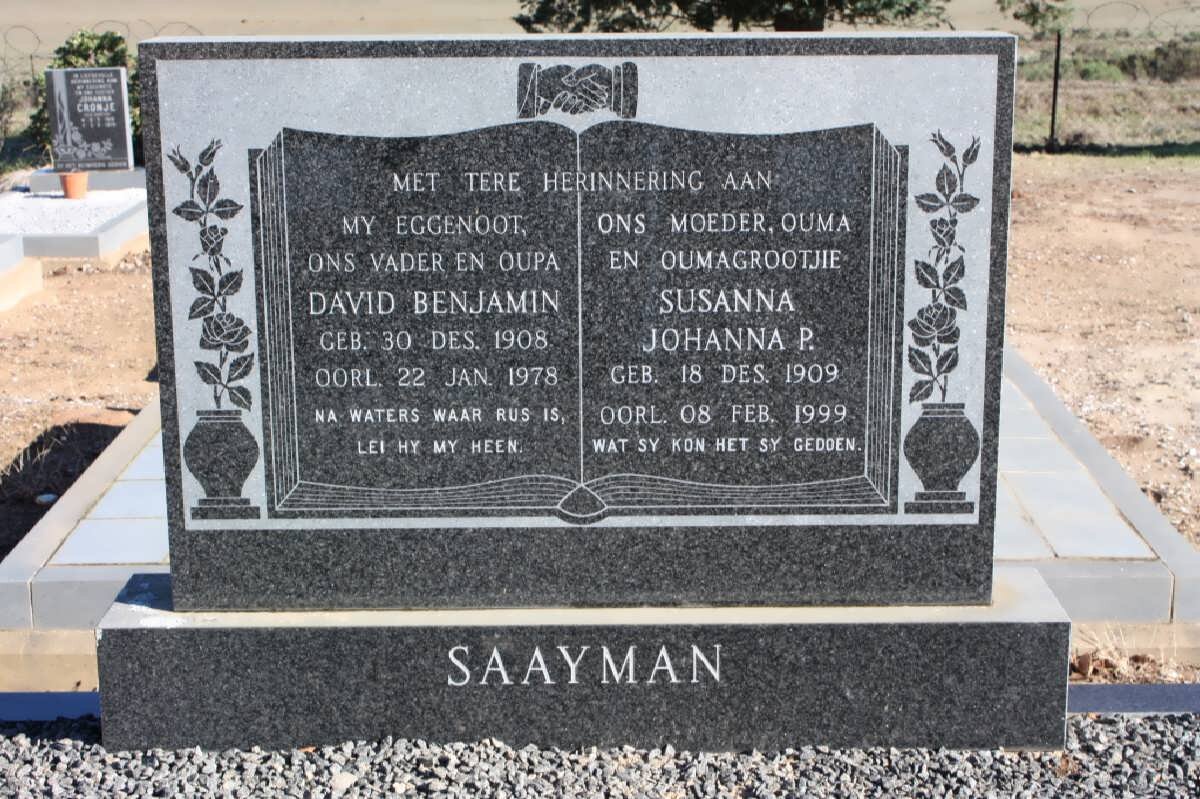 MET TERE HERINNERING AAN
MY EGGENOOT,
ONS VADER EN OUPA
DAVID BENJAMIN
GEB. 30 DES. 1908
OORL. 22 JAN. 1978
NA WATERS WAAR RUS IS,
LEI HY MY HEEN.
ONS MOEDER, OUMA
EN OUMAGROOTJIE
SUSANNA
JOHANNA P.
GEB. 18 DES. 1909
OORL. 08 FEB. 1999
WAT SY KON HET SY GEDOEN.
SAAYMAN
JOHANNA
CRONJE